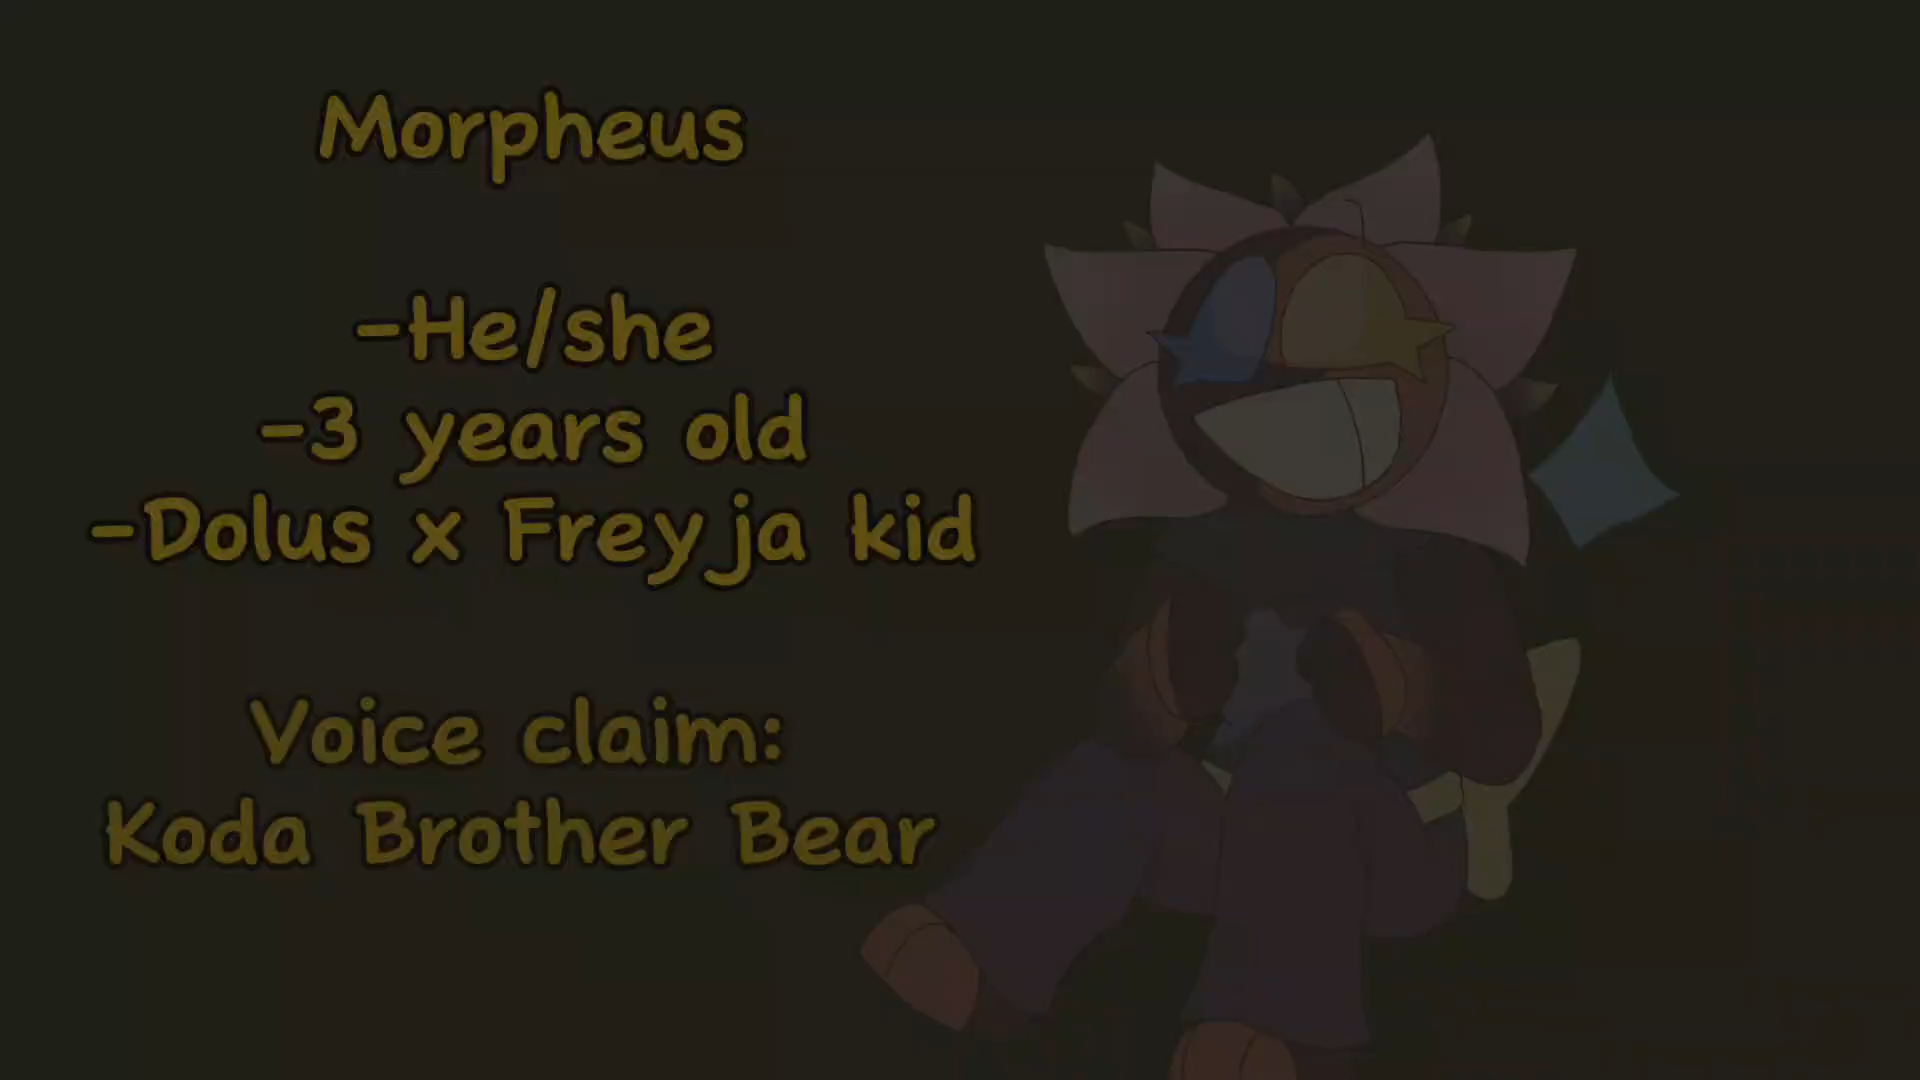 Morpheus
-He/she
-3 years old
-Dolus x Freyja kid
Voice claim:
Koda Brother Bear